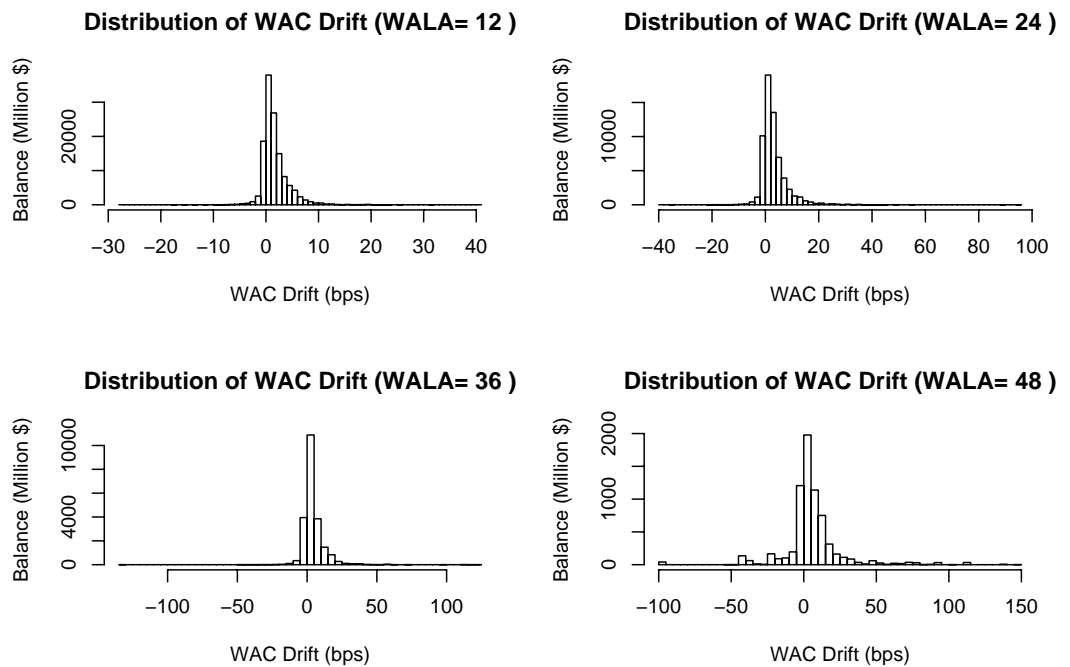 Distribution of WAC Drift (WALA= 12 )
Balance (Million $)
0
20000
−30 −20 −10 0 10 20 30 40
WAC Drift (bps)
Distribution of WAC Drift (WALA= 24 )
Balance (Million $)
0
10000
−40 −20 0 20 40 60 80 100
WAC Drift (bps)
Distribution of WAC Drift (WALA= 36 )
Balance (Million $)
0
4000
10000
−100 −50 0 50 100
WAC Drift (bps)
Distribution of WAC Drift (WALA= 48 )
Balance (Million $)
0
1000
2000
−100 −50 0 50 100 150
WAC Drift (bps)